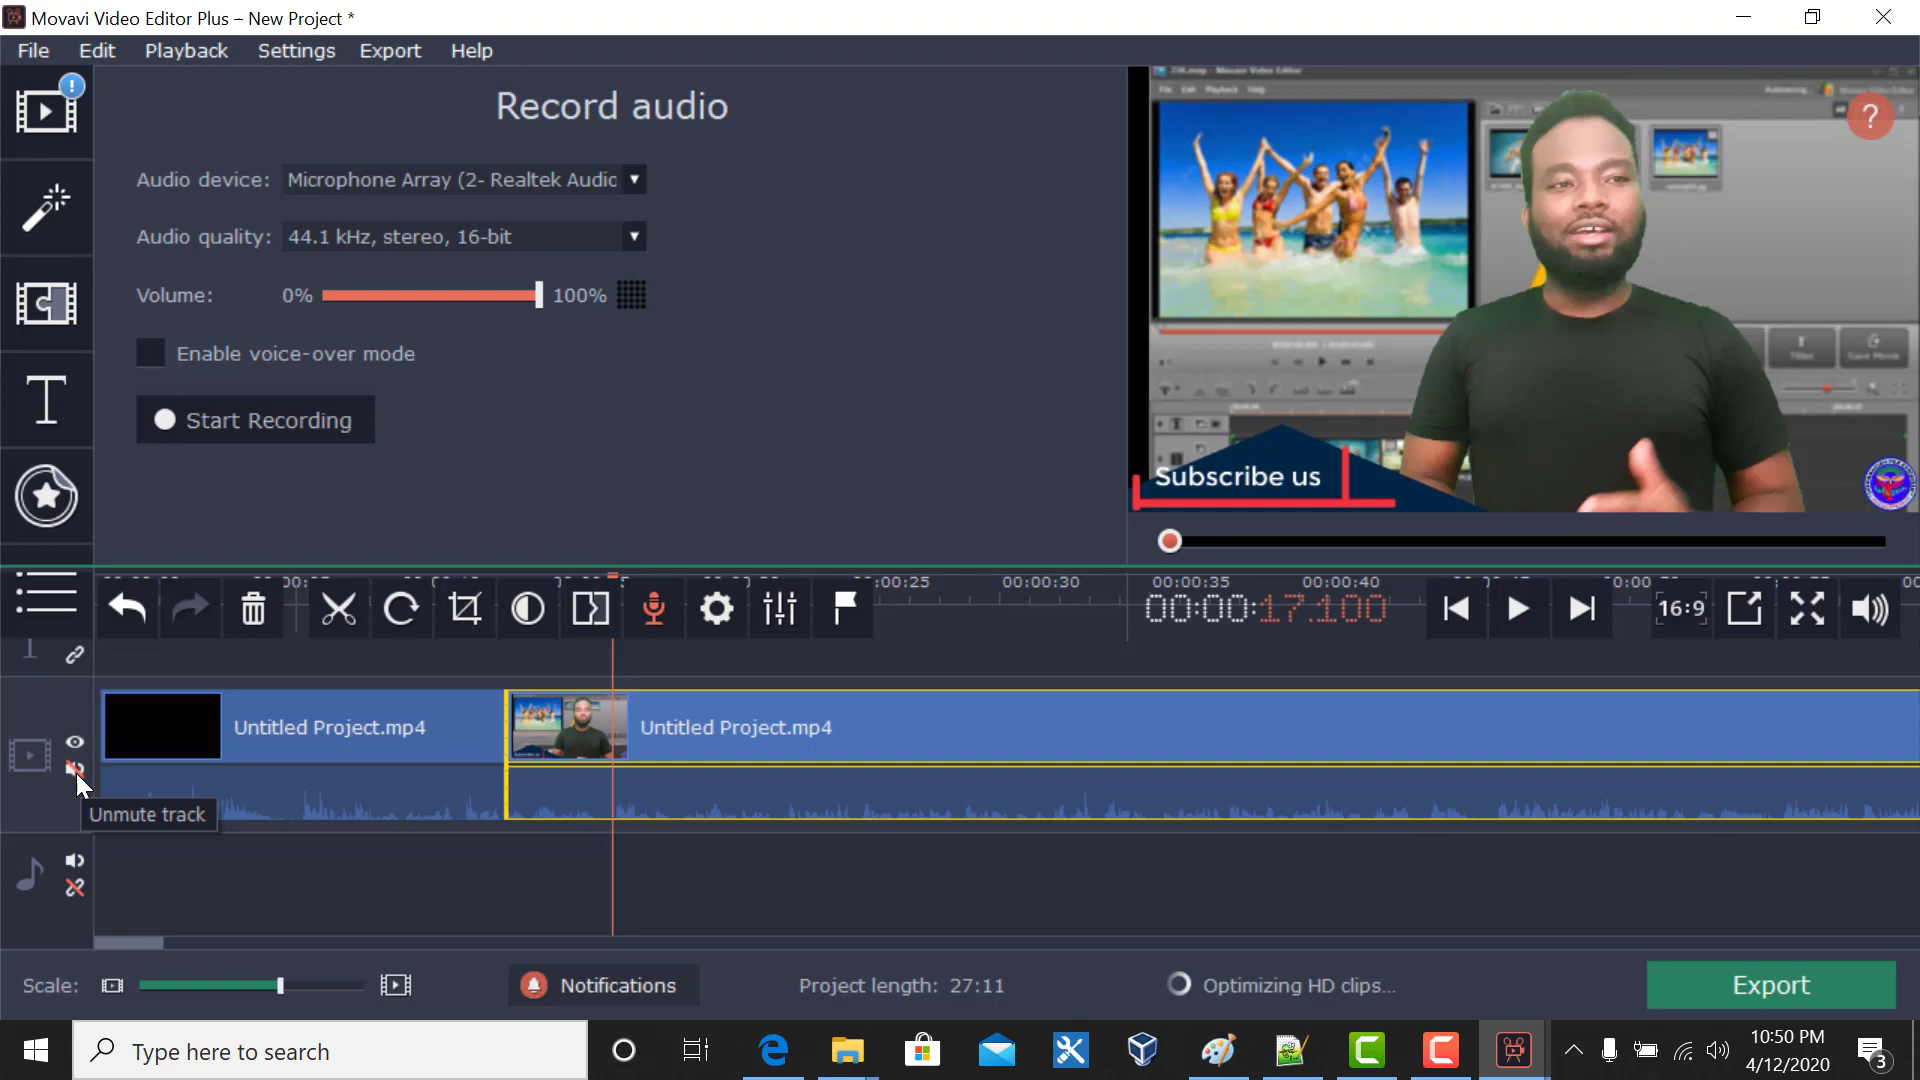 Movavi Video Editor Plus – New Project *
File Edit Playback Settings Export Help
Record audio
Audio device: Microphone Array (2- Realtek Audio
Audio quality: 44.1 kHz, stereo, 16-bit
Volume: 0% 100%
Enable voice-over mode
Start Recording
?
Subscribe us
00:00:30 00:00:35 00:00:40
00:00:17.100
16:9
Untitled Project.mp4
Untitled Project.mp4
Unmute track
Scale:
Notifications
Project length: 27:11
Optimizing HD clips...
Export
Type here to search
10:50 PM
4/12/2020
3